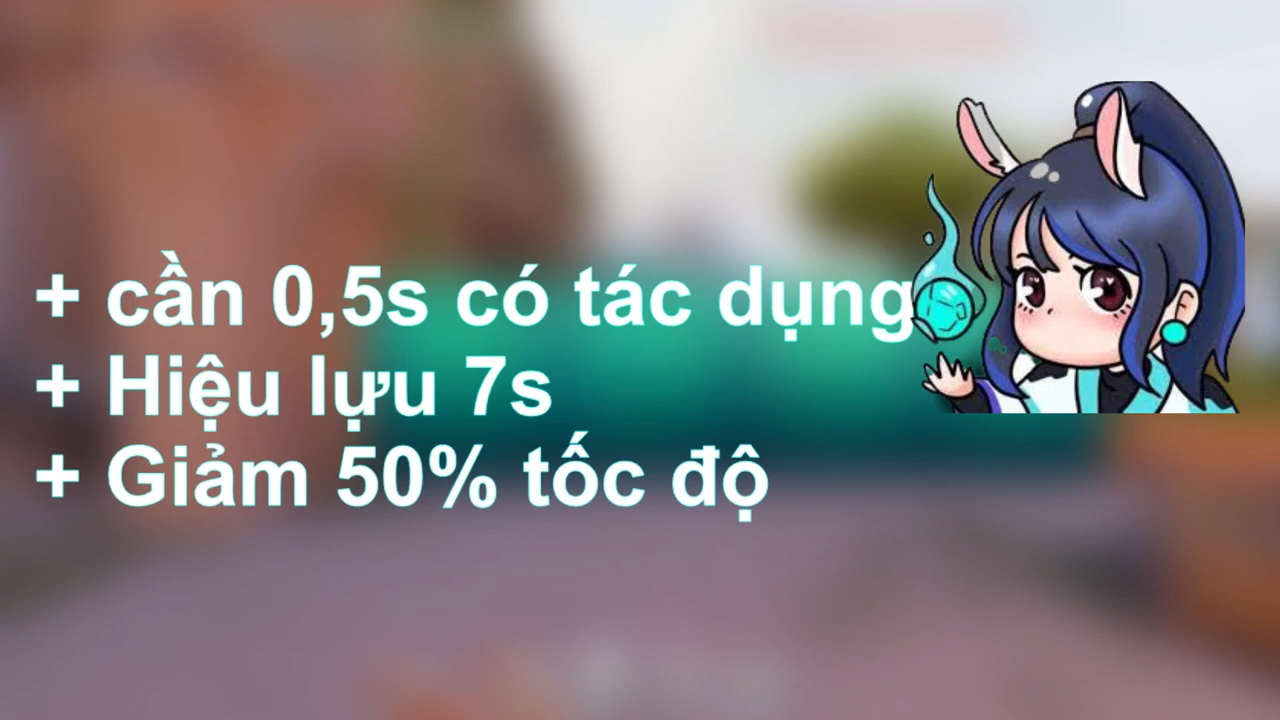 + cần 0,5s có tác dụng
+ Hiệu lựu 7s
+ Giảm 50% tốc độ